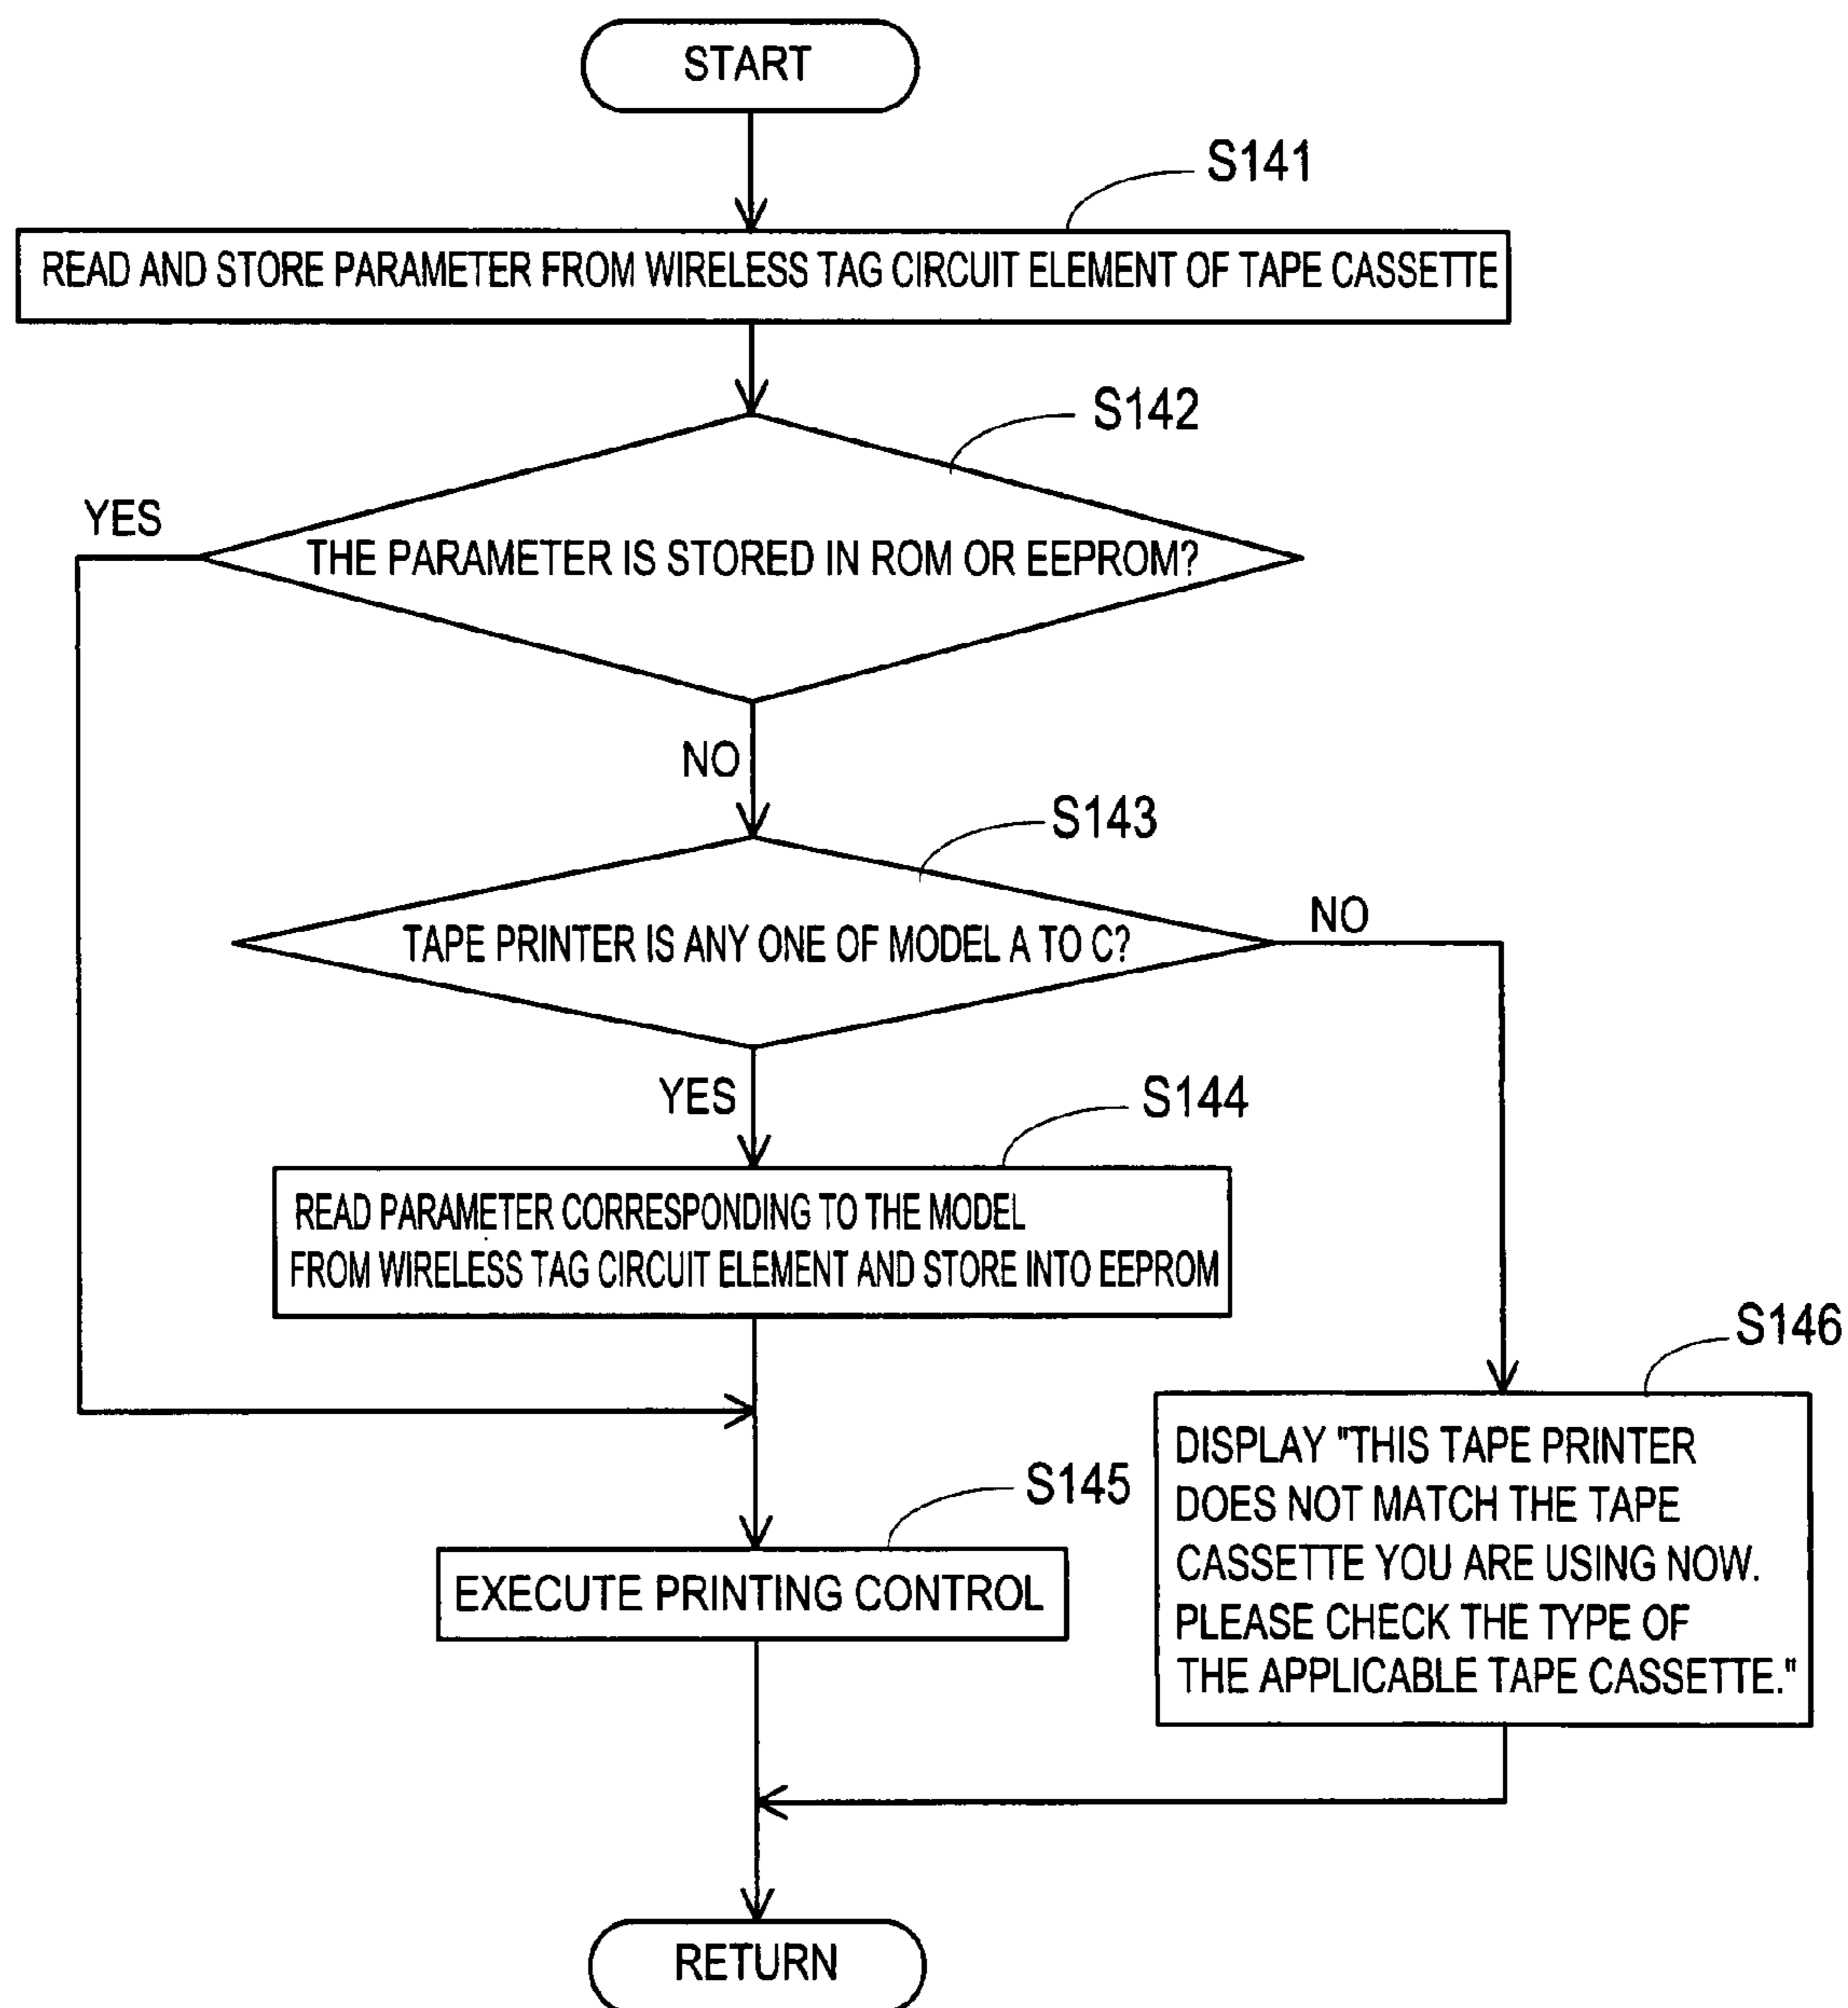 START
S141
READ AND STORE PARAMETER FROM WIRELESS TAG CIRCUIT ELEMENT OF TAPE CASSETTE
S142
YES
THE PARAMETER IS STORED IN ROM OR EEPROM?
NO
S143
TAPE PRINTER IS ANY ONE OF MODEL A TO C?
NO
YES
S144
READ PARAMETER CORRESPONDING TO THE MODEL
FROM WIRELESS TAG CIRCUIT ELEMENT AND STORE INTO EEPROM
S146
DISPLAY "THIS TAPE PRINTER
DOES NOT MATCH THE TAPE
CASSETTE YOU ARE USING NOW.
PLEASE CHECK THE TYPE OF
THE APPLICABLE TAPE CASSETTE."
S145
EXECUTE PRINTING CONTROL
RETURN